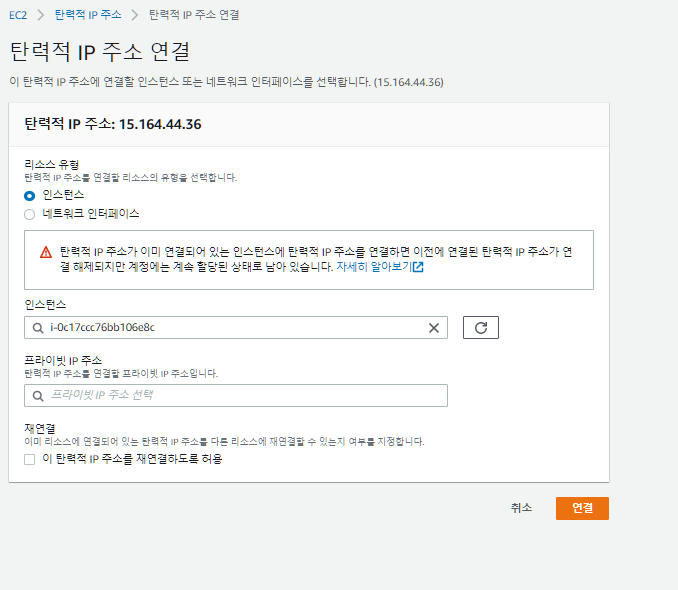 EC2 > 탄력적 IP 주소 > 탄력적 IP 주소 연결
탄력적 IP 주소 연결
이 탄력적 IP 주소에 연결할 인스턴스 또는 네트워크 인터페이스를 선택합니다. (15.164.44.36)
탄력적 IP 주소: 15.164.44.36
리소스 유형
탄력적 IP 주소를 연결할 리소스의 유형을 선택합니다.
인스턴스
네트워크 인터페이스
탄력적 IP 주소가 이미 연결되어 있는 인스턴스에 탄력적 IP 주소를 연결하면 이전에 연결된 탄력적 IP 주소가 연
결 해제되지만 계정에는 계속 할당된 상태로 남아 있습니다. 자세히 알아보기
인스턴스
i-0c17ccc76bb106e8c
프라이빗 IP 주소
탄력적 IP 주소를 연결할 프라이빗 IP 주소입니다.
프라이빗 IP 주소 선택
재연결
이미 리소스에 연결되어 있는 탄력적 IP 주소를 다른 리소스에 재연결할 수 있는지 여부를 지정합니다.
이 탄력적 IP 주소를 재연결하도록 허용
취소
연결